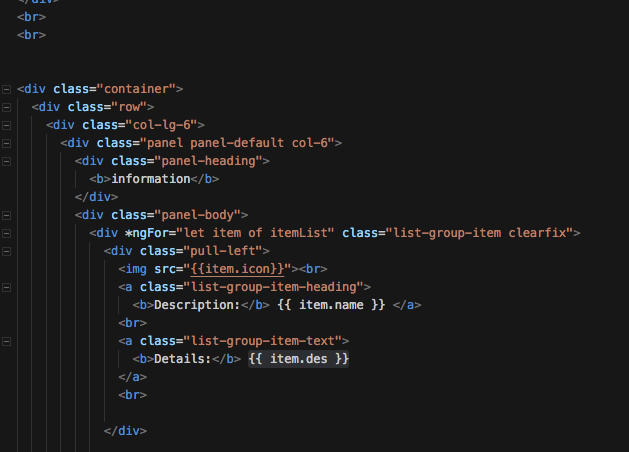 </div>
<br>
<br>
<div class="container">
<div class="row">
<div class="col-lg-6">
<div class="panel panel-default col-6">
<div class="panel-heading">
<b>information</b>
</div>
<div class="panel-body">
<div *ngFor="let item of itemList" class="list-group-item clearfix">
<div class="pull-left">
<img src="{{item.icon}}"><br>
<a class="list-group-item-heading">
<b>Description:</b> {{ item.name }} </a>
<br>
<a class="list-group-item-text">
<b>Details:</b> {{ item.des }}
</a>
<br>
</div>